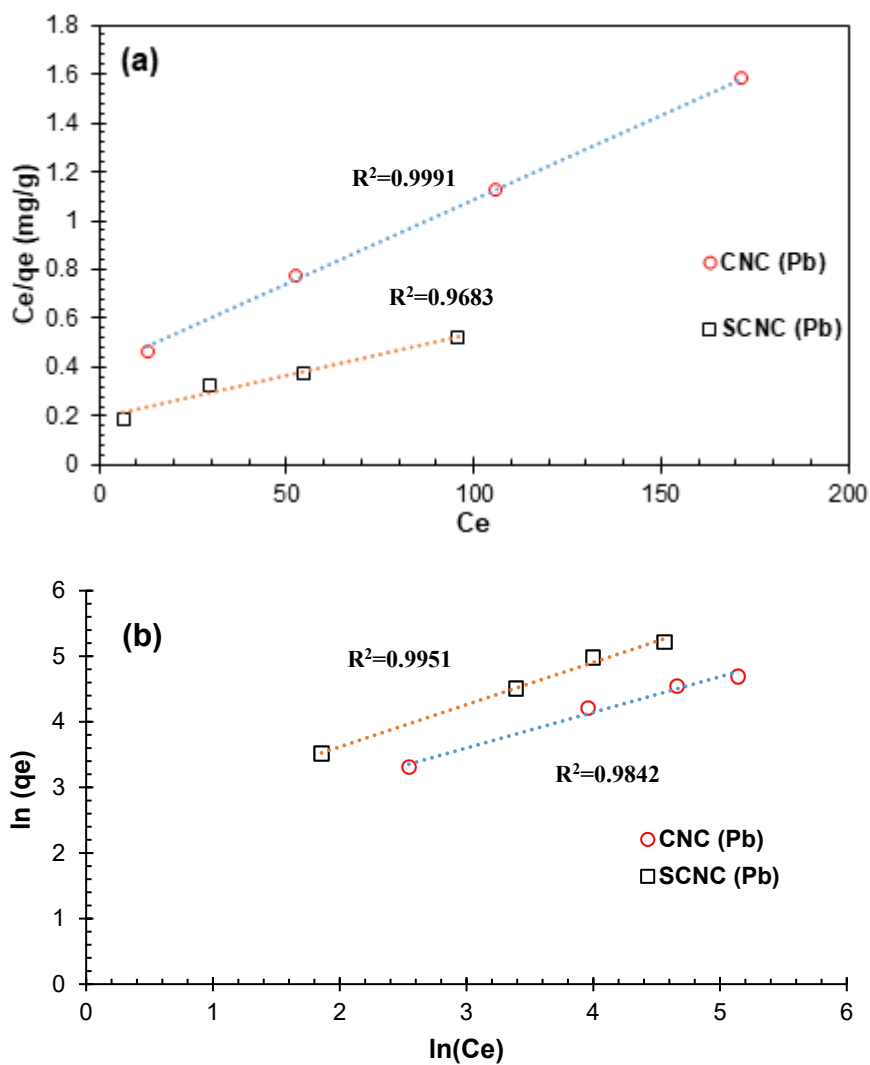 (a)
1.8
1.6
1.4
1.2
1
0.8
0.6
0.4
0.2
0
Ce/qe (mg/g)
R²=0.9991
R²=0.9683
CNC (Pb)
SCNC (Pb)
0 50 100 150 200
Ce
(b)
6
5
4
3
2
1
0
ln (qe)
R²=0.9951
R²=0.9842
CNC (Pb)
SCNC (Pb)
0 1 2 3 4 5 6
ln(Ce)